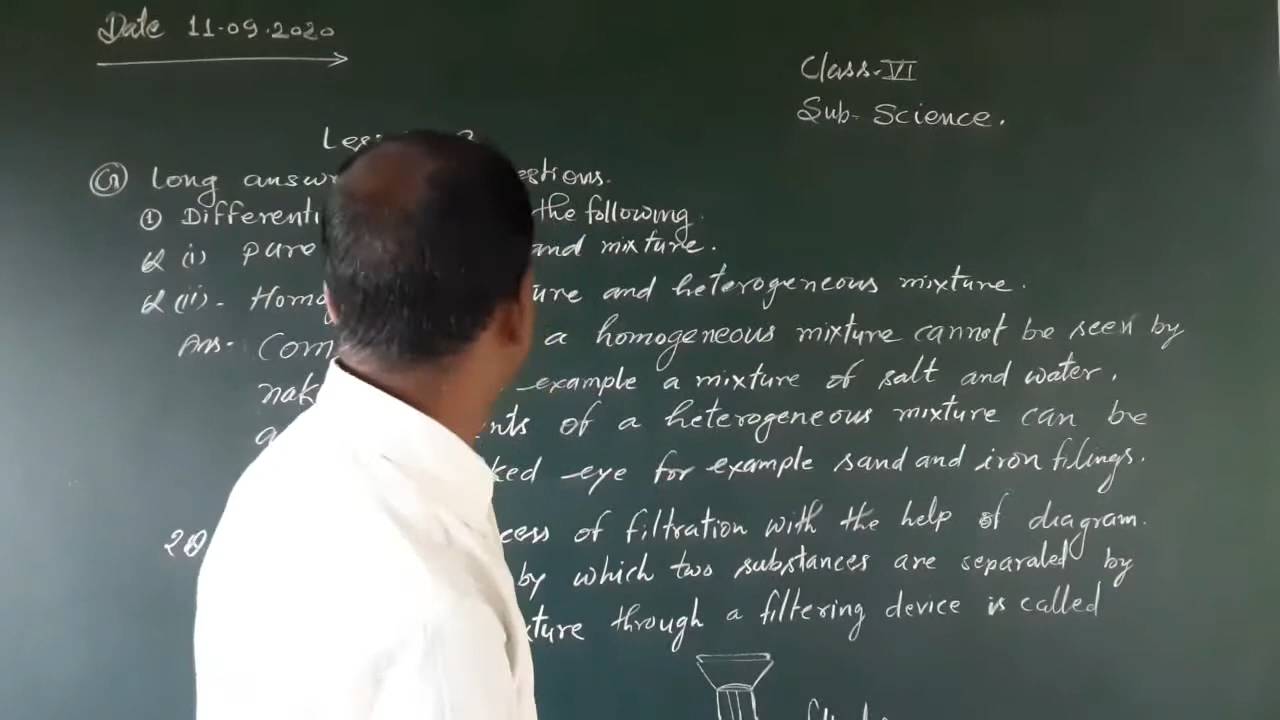 Date 11.09.2020
Class-VI
Sub- Science.
G Long answ estions.
① Differenti the following.
Q (i) pure and mixture.
Q (ii)- Homo ure and heterogeneous mixture.
Ans- Com a homogeneous mixture cannot be seen by
nak example a mixture of salt and water.
nts of a heterogeneous mixture can be
ked eye for example sand and iron filings.
2Q cess of filtration with the help of diagram.
by which two substances are separated by
xture through a filtering device is called